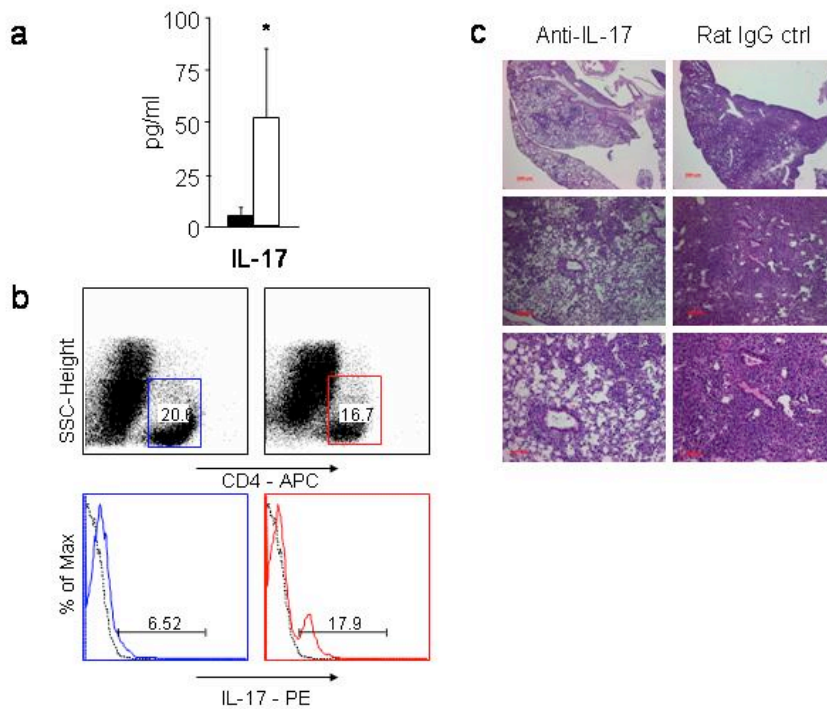 a
pg/ml
100
75
50
25
0
*
IL-17
b
SSC-Height
20.6
16.7
CD4 - APC
% of Max
6.52
17.9
IL-17 - PE
c
Anti-IL-17
Rat IgG ctrl